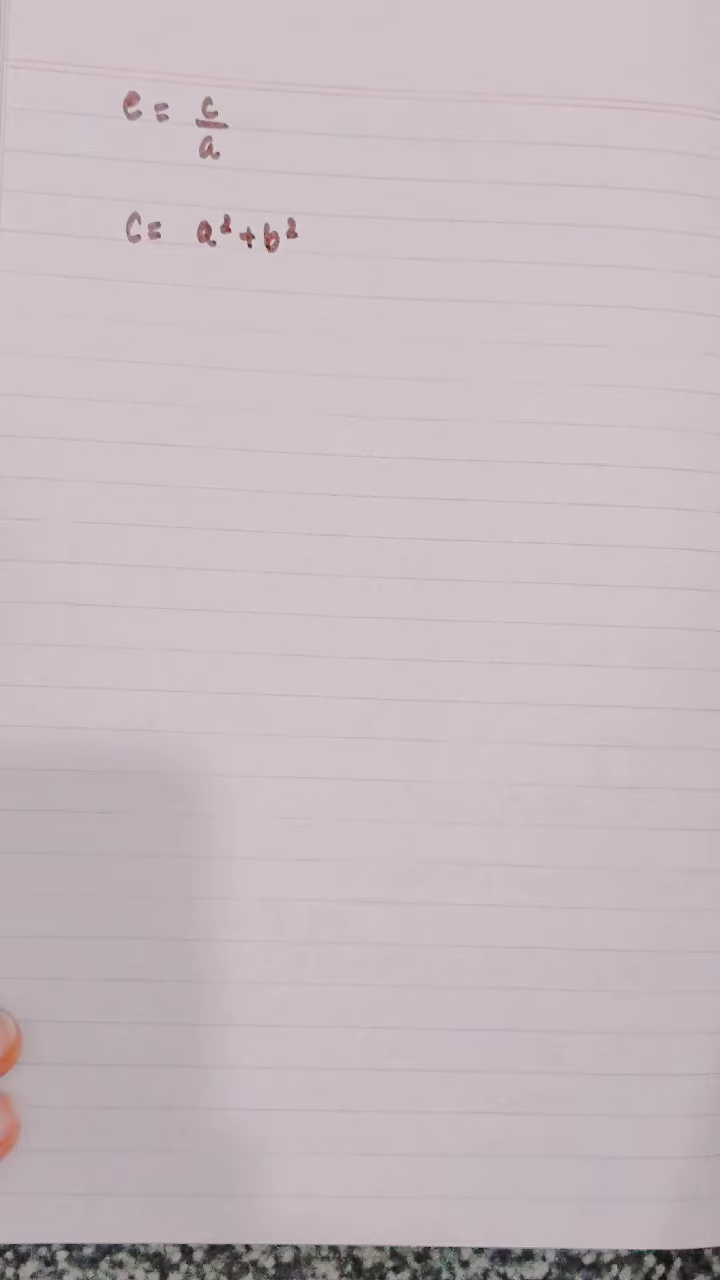 e = c/a
C = a² + b²